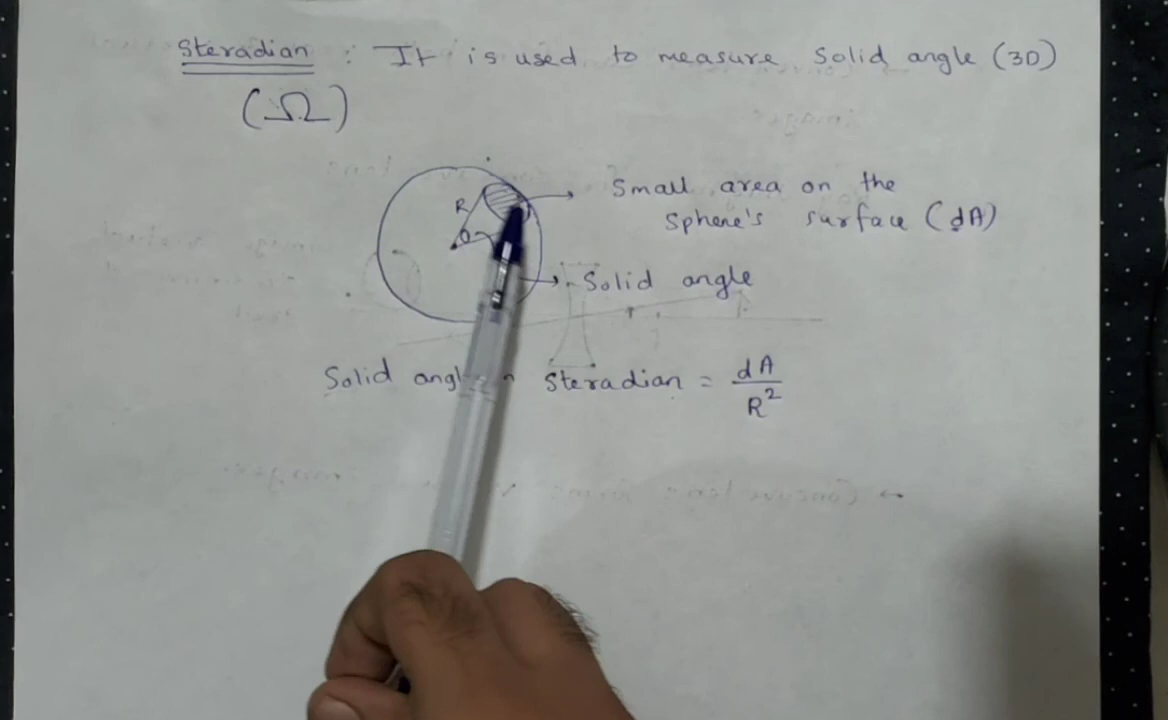 Steradian : It is used to measure Solid angle (3D)
(Ω)
R
Small area on the
Sphere's surface (dA)
Solid angle
Solid Steradian = dA
R²